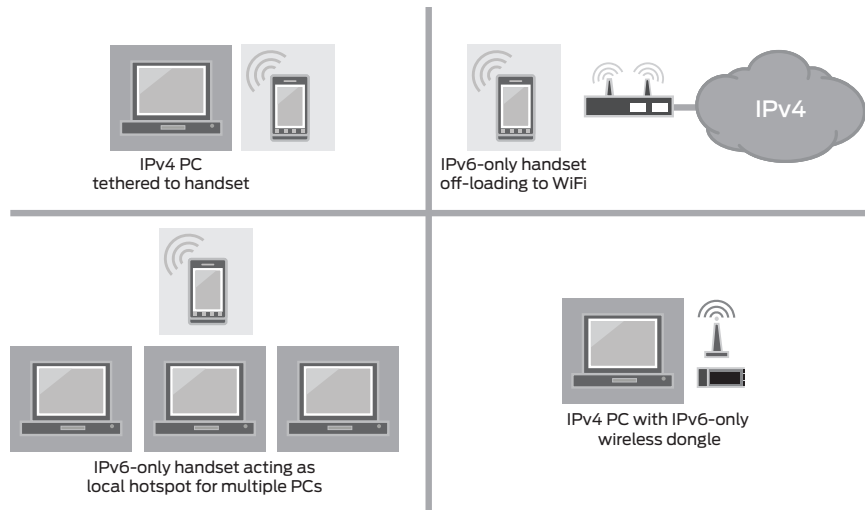 IPv4 PC
tethered to handset
IPv6-only handset
off-loading to WiFi
IPv4
IPv6-only handset acting as
local hotspot for multiple PCs
IPv4 PC with IPv6-only
wireless dongle